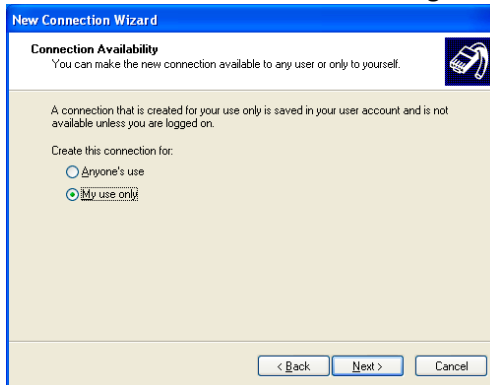 New Connection Wizard
Connection Availability
You can make the new connection available to any user or only to yourself.
A connection that is created for your use only is saved in your user account and is not
available unless you are logged on.
Create this connection for:
Anyone's use
My use only
< Back
Next >
Cancel